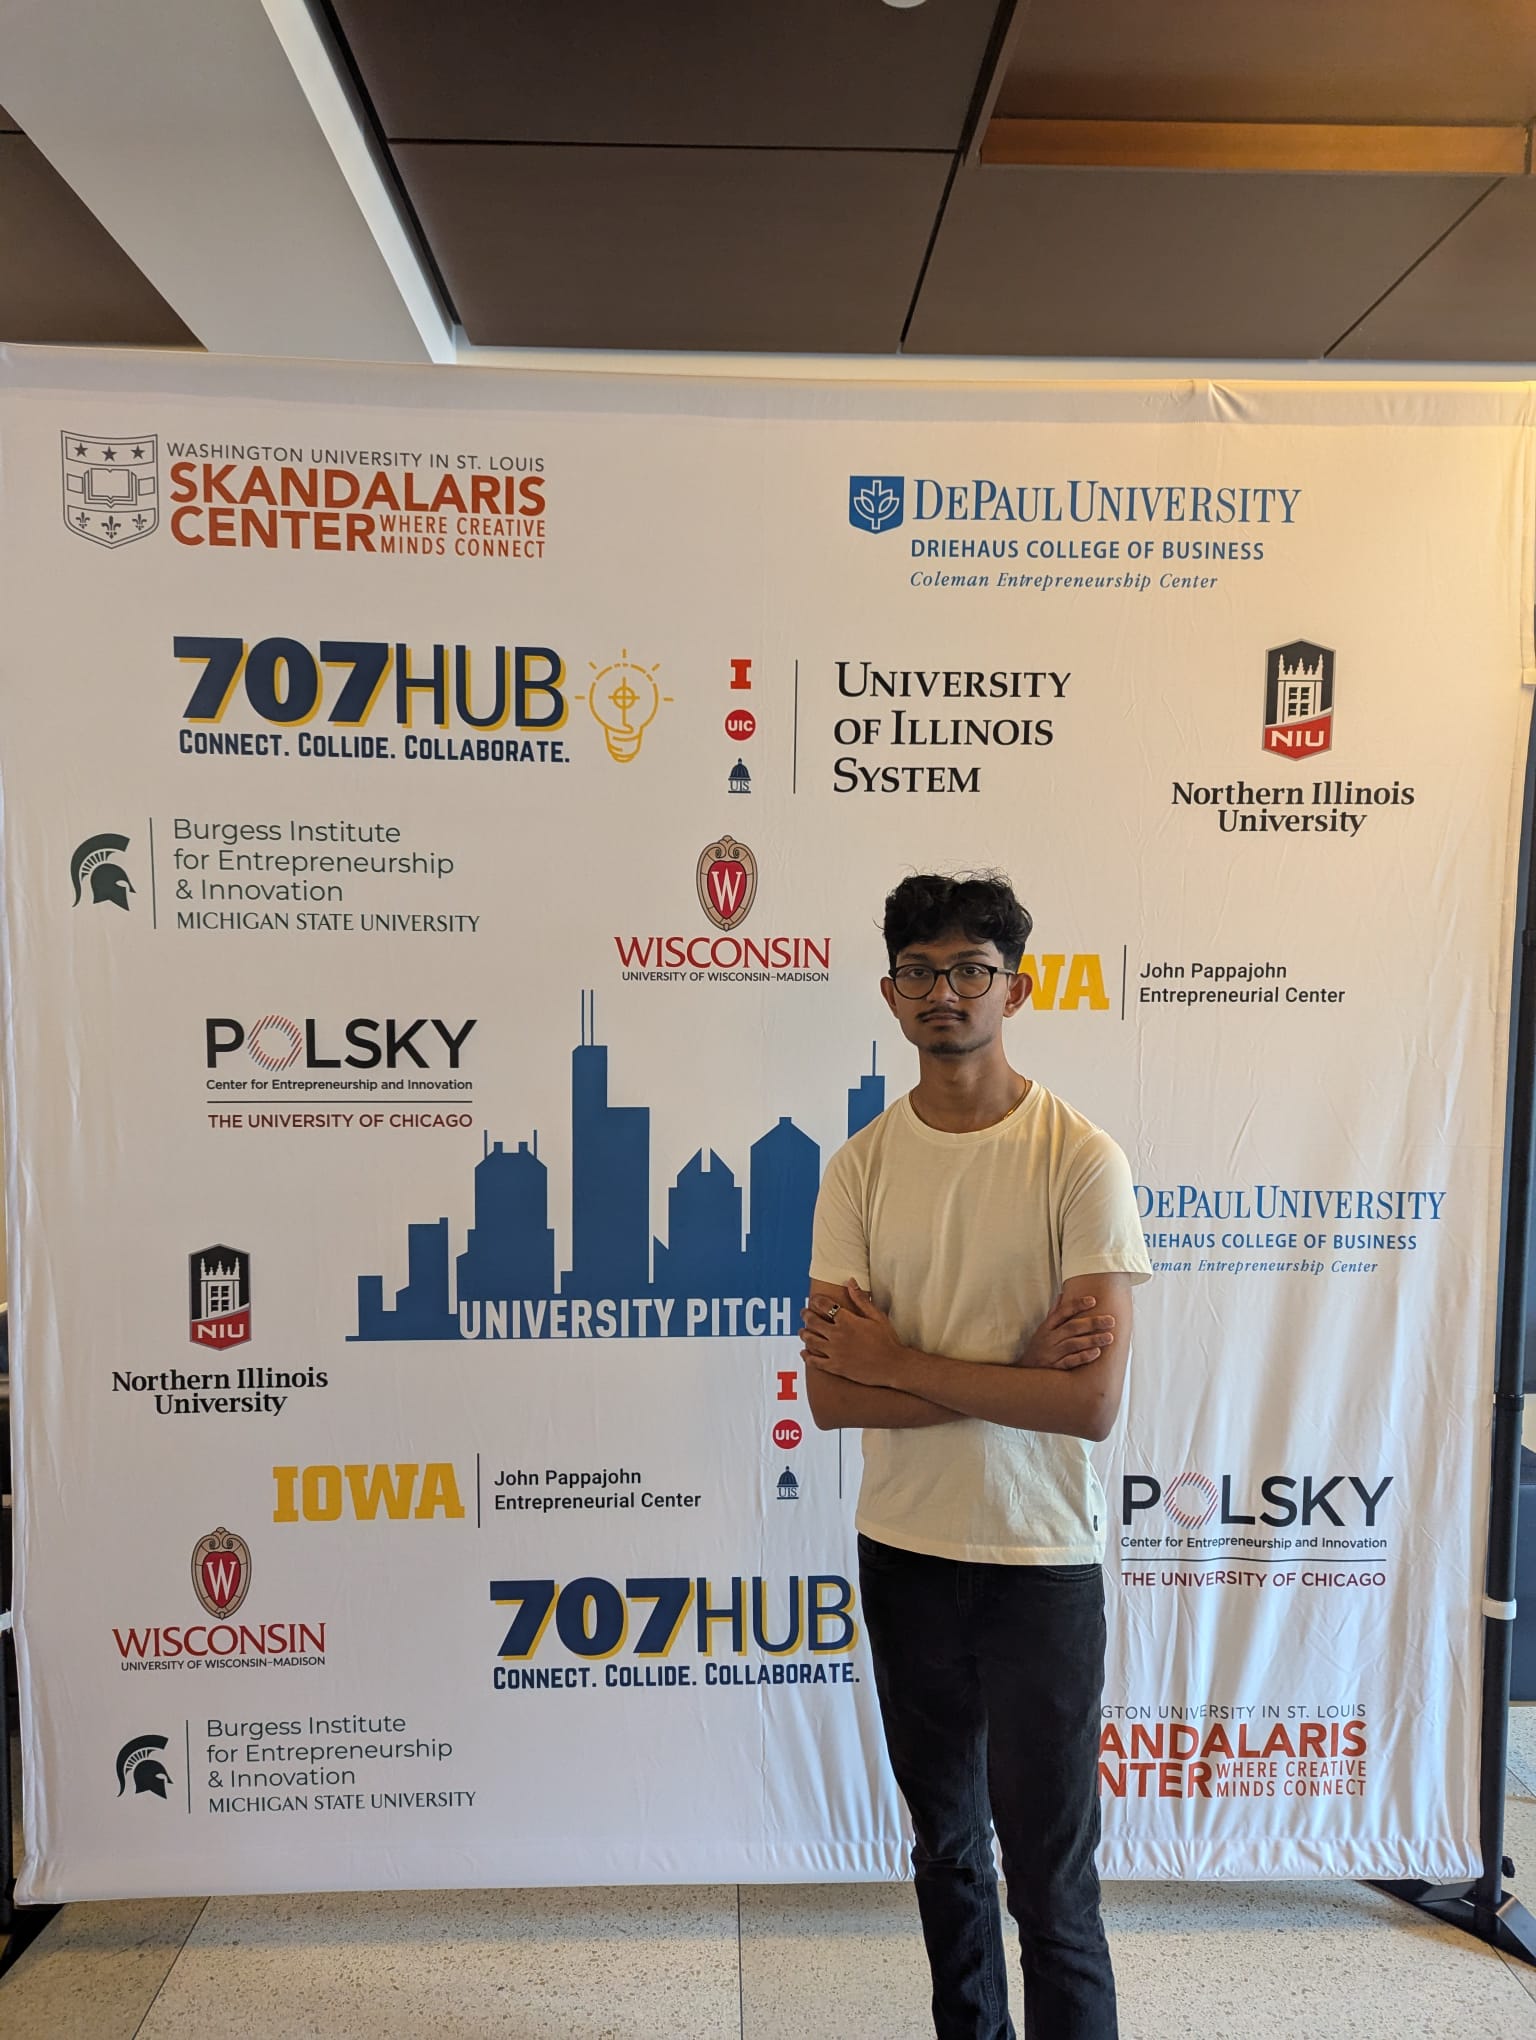 WASHINGTON UNIVERSITY IN ST. LOUIS
SKANDALARIS
CENTER WHERE CREATIVE
MINDS CONNECT
DEPAUL UNIVERSITY
DRIEHAUS COLLEGE OF BUSINESS
Coleman Entrepreneurship Center
707HUB
CONNECT. COLLIDE. COLLABORATE.
I
UIC
UIS
UNIVERSITY
OF ILLINOIS
SYSTEM
NIU
Northern Illinois
University
Burgess Institute
for Entrepreneurship
& Innovation
MICHIGAN STATE UNIVERSITY
W
WISCONSIN
UNIVERSITY OF WISCONSIN–MADISON
WA
John Pappajohn
Entrepreneurial Center
POLSKY
Center for Entrepreneurship and Innovation
THE UNIVERSITY OF CHICAGO
UNIVERSITY PITCH
DEPAUL UNIVERSITY
RIEHAUS COLLEGE OF BUSINESS
leman Entrepreneurship Center
NIU
Northern Illinois
University
I
UIC
UIS
IOWA
John Pappajohn
Entrepreneurial Center
POLSKY
Center for Entrepreneurship and Innovation
THE UNIVERSITY OF CHICAGO
W
WISCONSIN
UNIVERSITY OF WISCONSIN–MADISON
707HUB
CONNECT. COLLIDE. COLLABORATE.
Burgess Institute
for Entrepreneurship
& Innovation
MICHIGAN STATE UNIVERSITY
GTON UNIVERSITY IN ST. LOUIS
ANDALARIS
NTER WHERE CREATIVE
MINDS CONNECT